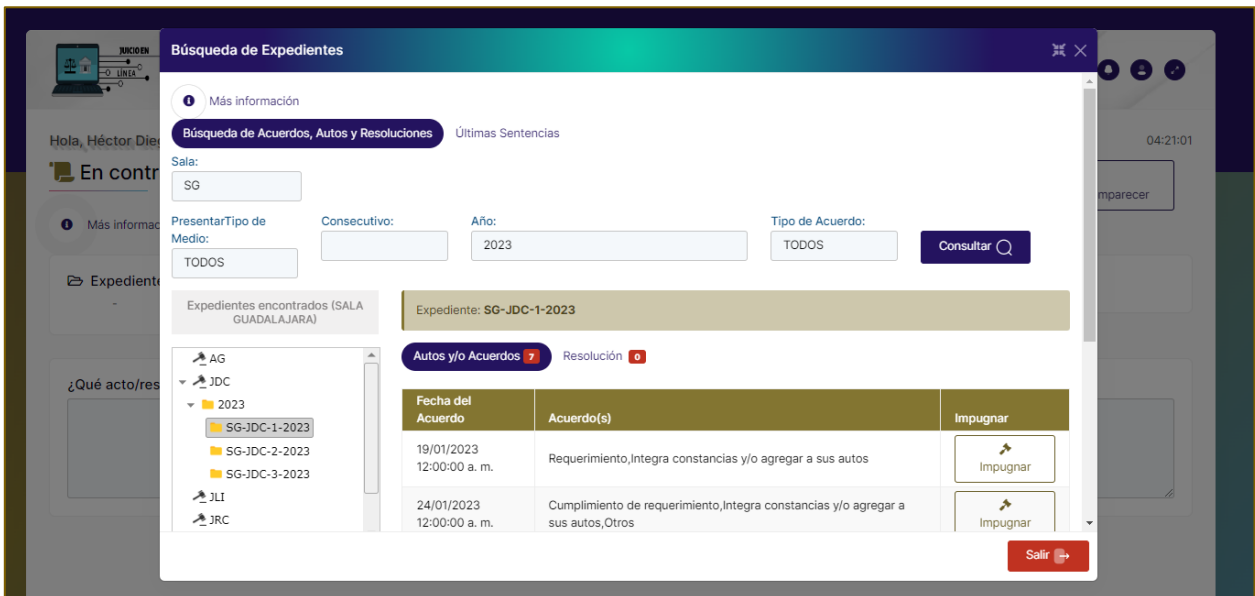 JUICIO EN
LÍNEA
Búsqueda de Expedientes
Más información
Búsqueda de Acuerdos, Autos y Resoluciones Últimas Sentencias
Hola, Héctor Die
04:21:01
Sala:
En contr
SG
mparecer
PresentarTipo de Medio:
Consecutivo:
Año:
Tipo de Acuerdo:
Más informac
2023
TODOS
Consultar
TODOS
Expediente
-
Expedientes encontrados (SALA
GUADALAJARA)
Expediente: SG-JDC-1-2023
AG
JDC
2023
SG-JDC-1-2023
SG-JDC-2-2023
SG-JDC-3-2023
JLI
JRC
¿Qué acto/res
Autos y/o Acuerdos 7 Resolución 0
Fecha del
Acuerdo
Acuerdo(s)
Impugnar
19/01/2023
12:00:00 a. m.
Requerimiento,Integra constancias y/o agregar a sus autos
Impugnar
24/01/2023
12:00:00 a. m.
Cumplimiento de requerimiento,Integra constancias y/o agregar a
sus autos,Otros
Impugnar
Salir